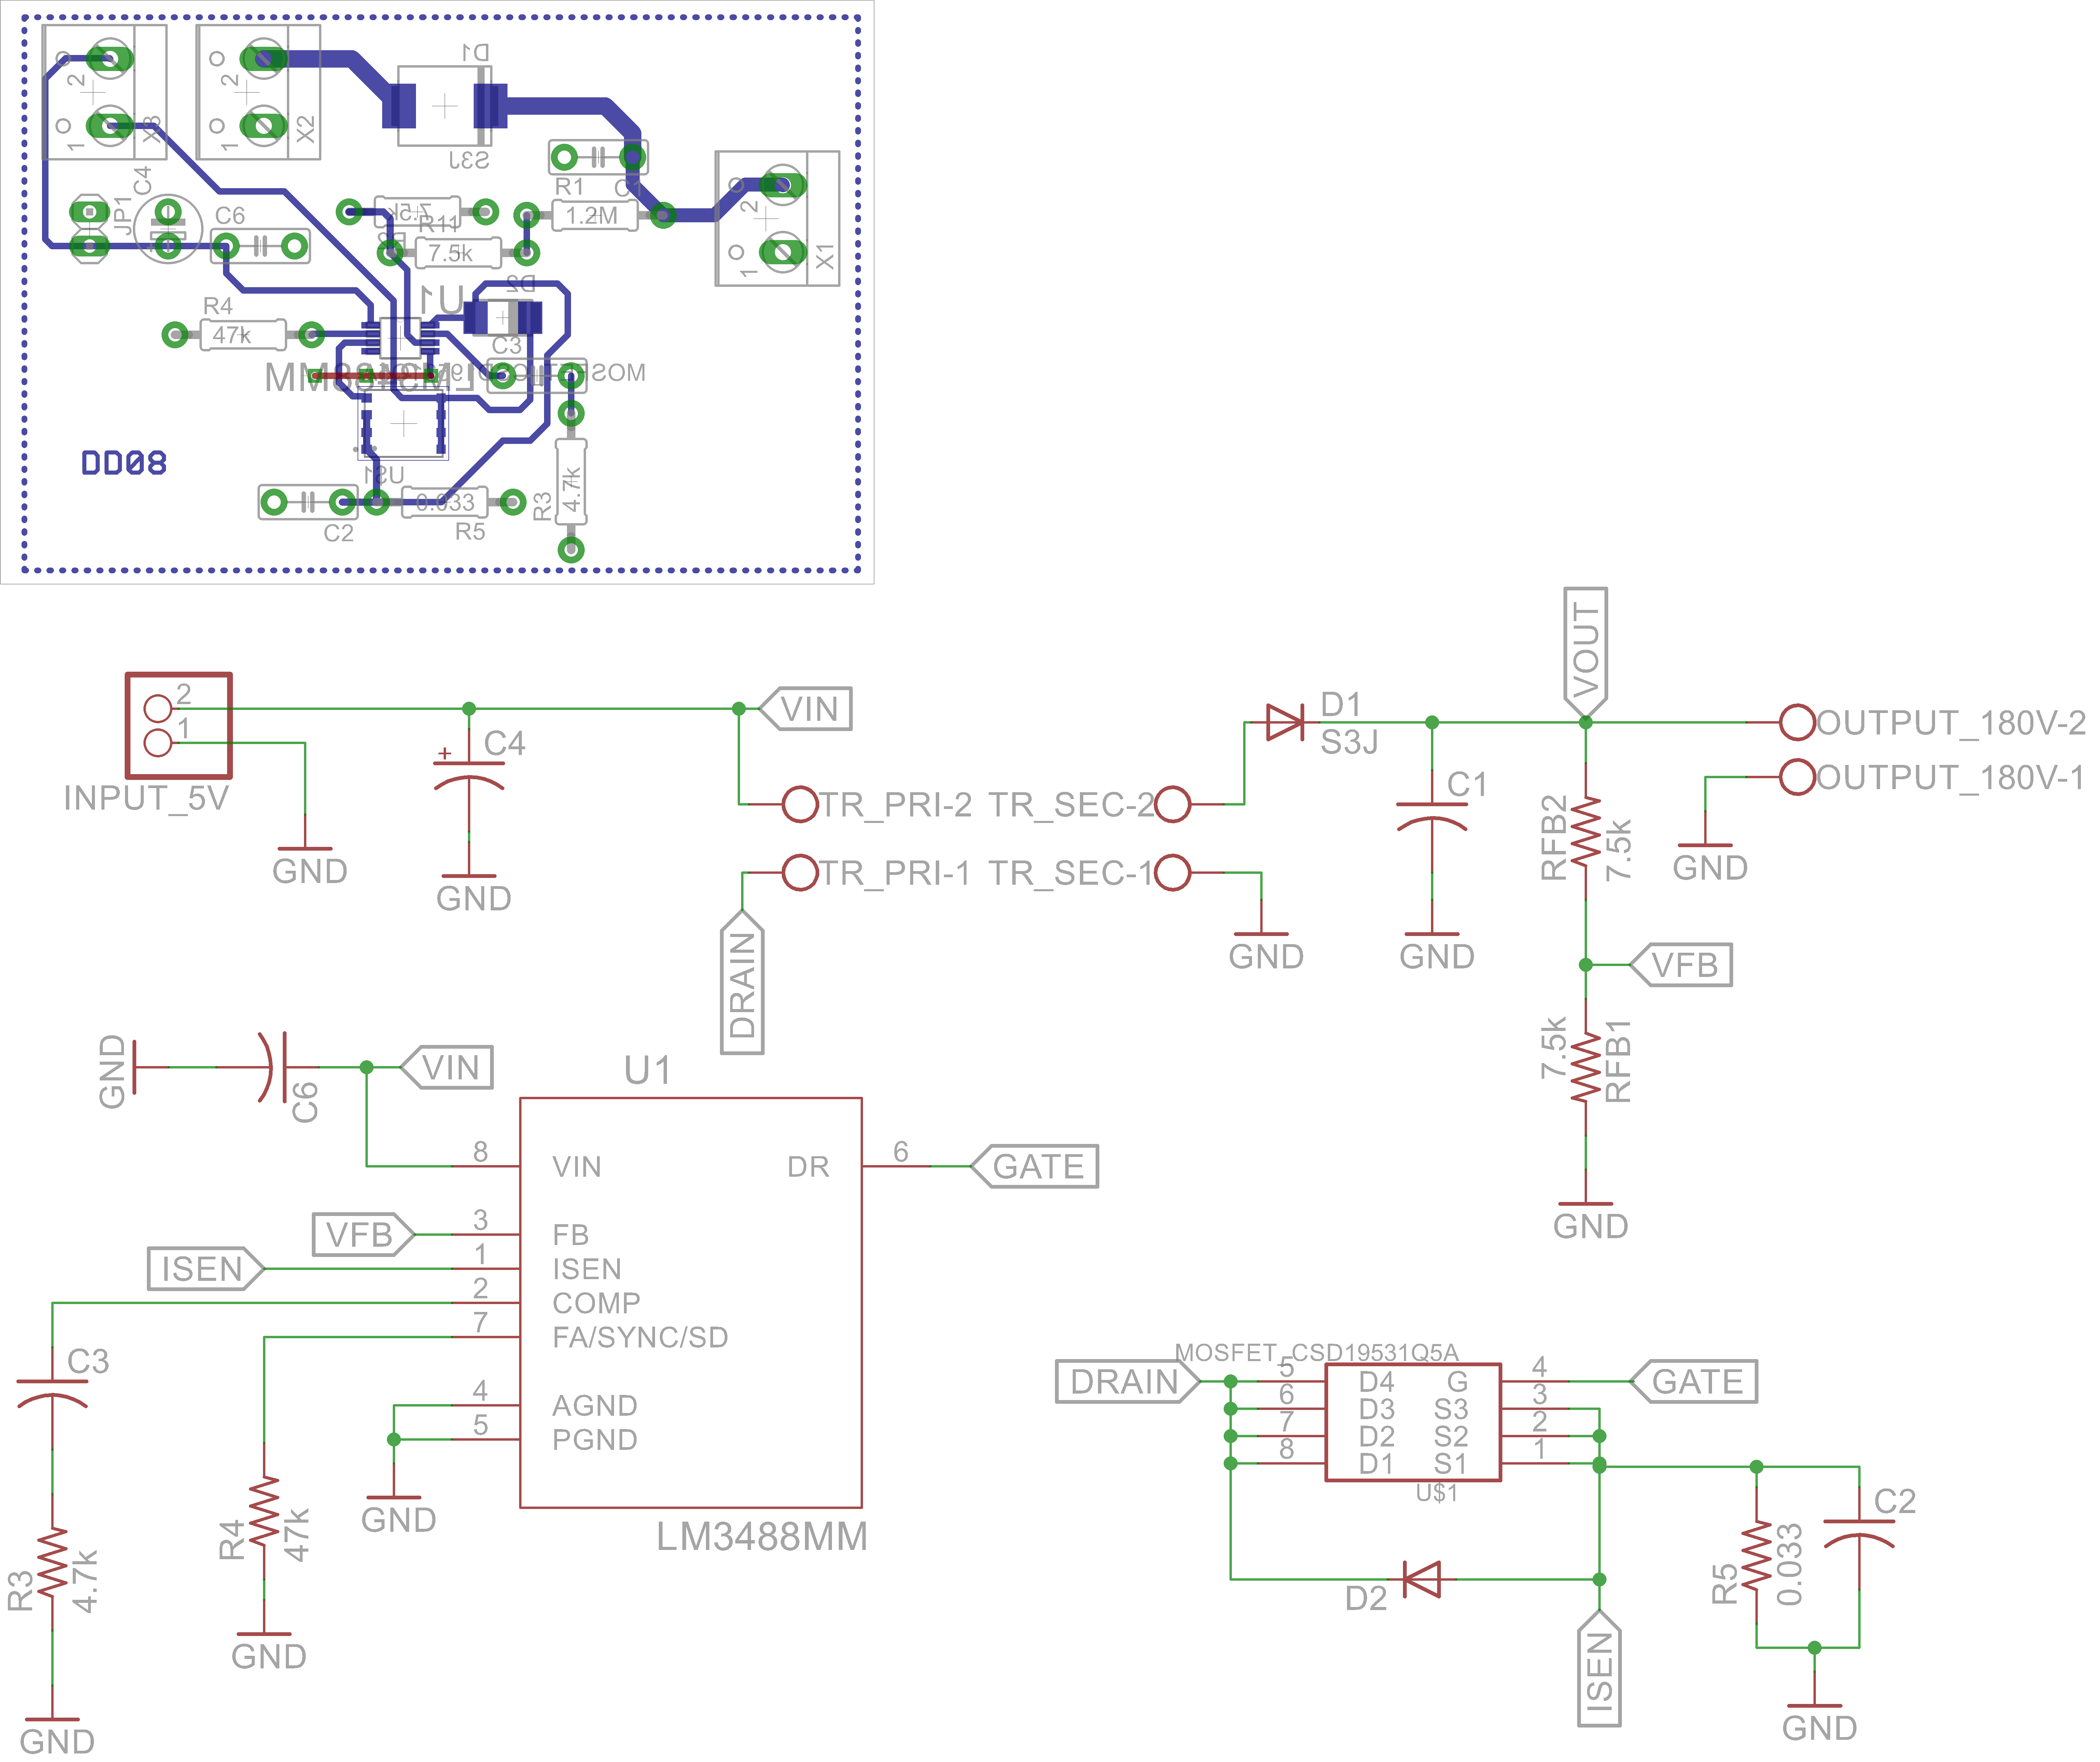 D1
S3J
2
1
X3
2
1
X2
R1
C1
1.2M
2
1
X1
JP1
C4
C6
7.5k
R11
7.5k
D2
U1
R4
47k
C3
LM3488MM
DD08
U$1
0.033
C2
R5
R3
4.7k
VOUT
2
1
INPUT_5V
GND
C4
+
GND
VIN
TR_PRI-2
TR_PRI-1
DRAIN
TR_SEC-2
TR_SEC-1
GND
D1
S3J
C1
GND
OUTPUT_180V-2
OUTPUT_180V-1
GND
RFB2
7.5k
VFB
7.5k
RFB1
GND
GND
C6
VIN
U1
8 VIN
DR 6
GATE
VFB
3 FB
ISEN
1 ISEN
2 COMP
7 FA/SYNC/SD
4 AGND
5 PGND
GND
LM3488MM
C3
R3
4.7k
GND
R4
47k
GND
MOSFET_CSD19531Q5A
DRAIN
5 D4 G 4
6 D3 S3 3
7 D2 S2 2
8 D1 S1 1
GATE
U$1
D2
ISEN
R5
0.033
C2
GND